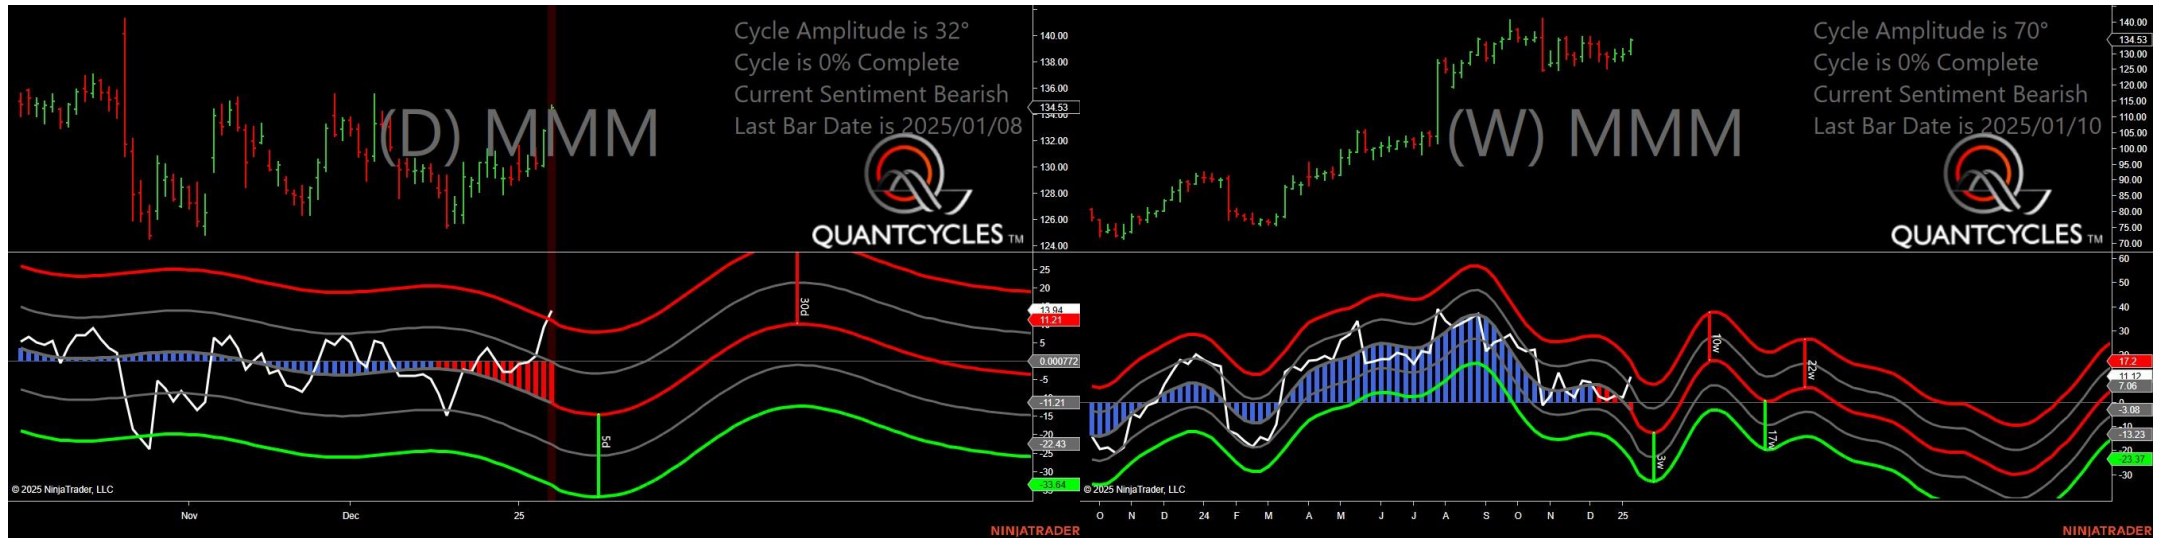 Cycle Amplitude is 32°
Cycle is 0% Complete
Current Sentiment Bearish
Last Bar Date is 2025/01/08
(D) MMM
QUANTCYCLES TM
140.00
138.00
136.00
134.53
134.00
132.00
130.00
128.00
126.00
124.00
25
20
13.94
11.21
5
0.000772
-5
-11.21
-15
-20
-22.43
-25
-30
-33.64
30d
5d
© 2025 NinjaTrader, LLC
Nov
Dec
25
NINJATRADER
Cycle Amplitude is 70°
Cycle is 0% Complete
Current Sentiment Bearish
Last Bar Date is 2025/01/10
(W) MMM
QUANTCYCLES TM
140.00
134.53
130.00
125.00
120.00
115.00
110.00
105.00
100.00
95.00
90.00
85.00
80.00
75.00
70.00
60
50
40
30
17.2
11.12
7.06
-3.08
-13.23
-20
-23.37
-30
10w
22w
17w
3w
© 2025 NinjaTrader, LLC
O N D 24 F M A M J J A S O N D 25
NINJATRADER